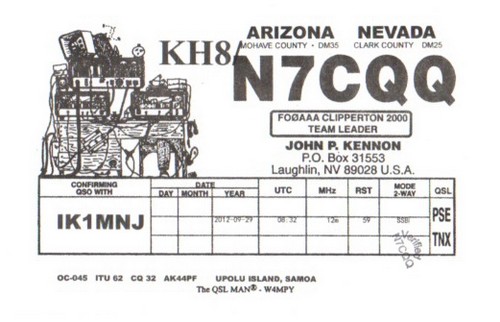 ARIZONA NEVADA
MOHAVE COUNTY · DM35 CLARK COUNTY DM25
KH8/
N7CQQ
FOØAAA CLIPPERTON 2000
TEAM LEADER
JOHN P. KENNON
P.O. Box 31553
Laughlin, NV 89028 U.S.A.
CONFIRMING QSO WITH DATE DAY MONTH YEAR UTC MHz RST MODE 2-WAY QSL
IK1MNJ 2012-09-29 08.32 12m 59 SSB PSE
TNX
Verified N7CQQ
OC-045 ITU 62 CQ 32 AK44PF UPOLU ISLAND, SAMOA
The QSL MAN® - W4MPY